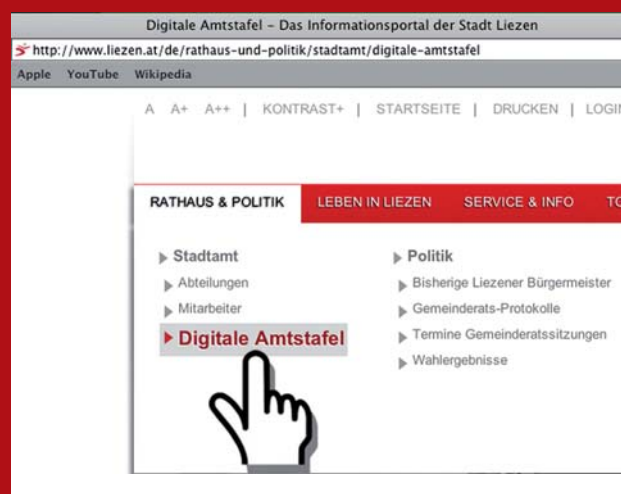 Digitale Amtstafel – Das Informationsportal der Stadt Liezen
http://www.liezen.at/de/rathaus-und-politik/stadtamt/digitale-amtstafel
Apple YouTube Wikipedia
A A+ A++ | KONTRAST+ | STARTSEITE | DRUCKEN | LOGIN
RATHAUS & POLITIK LEBEN IN LIEZEN SERVICE & INFO TO
Stadtamt
Abteilungen
Mitarbeiter
Digitale Amtstafel
Politik
Bisherige Liezener Bürgermeister
Gemeinderats-Protokolle
Termine Gemeinderatssitzungen
Wahlergebnisse